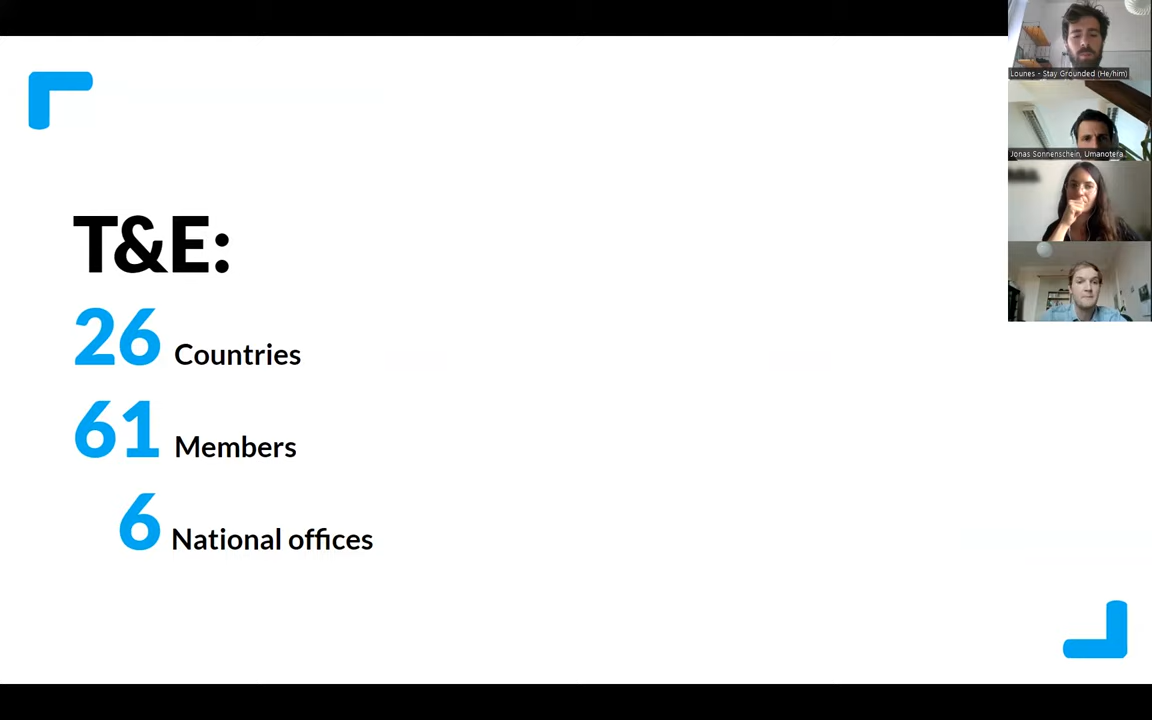 T&E:
26 Countries
61 Members
6 National offices
Lounes - Stay Grounded (He/him)
Jonas Sonnenschein, Umanotera...